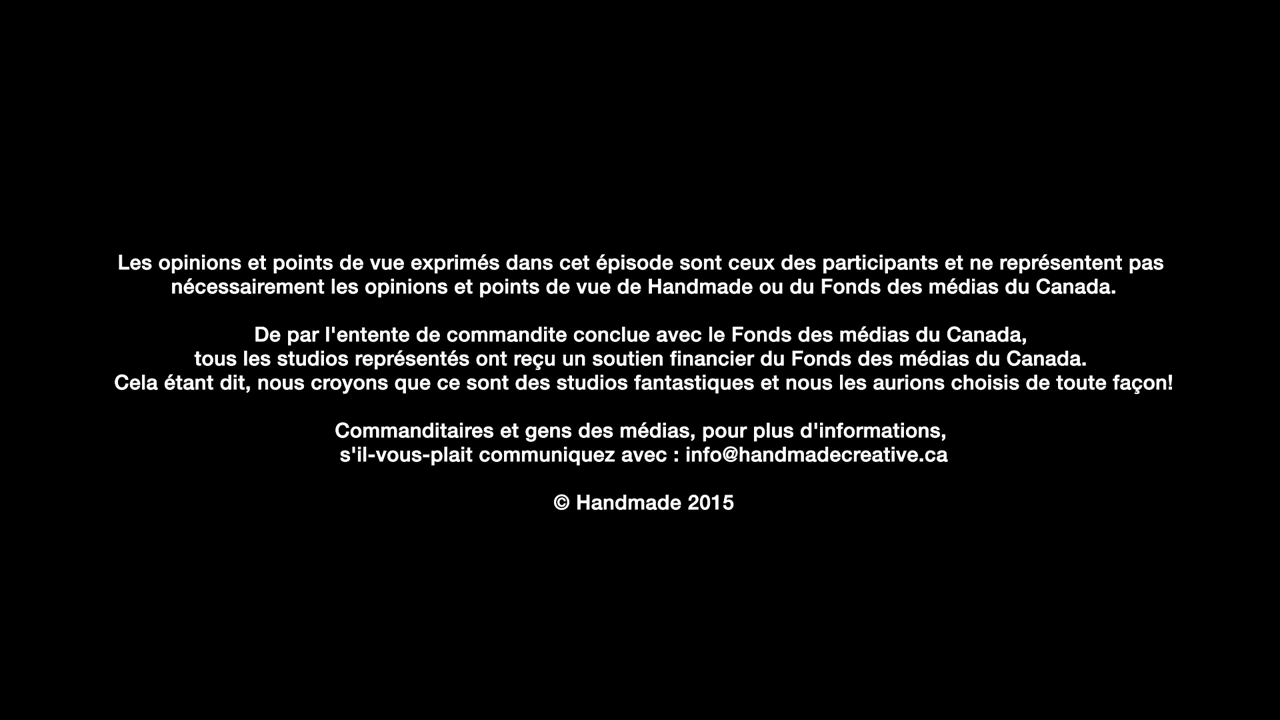 Les opinions et points de vue exprimés dans cet épisode sont ceux des participants et ne représentent pas
nécessairement les opinions et points de vue de Handmade ou du Fonds des médias du Canada.
De par l'entente de commandite conclue avec le Fonds des médias du Canada,
tous les studios représentés ont reçu un soutien financier du Fonds des médias du Canada.
Cela étant dit, nous croyons que ce sont des studios fantastiques et nous les aurions choisis de toute façon!
Commanditaires et gens des médias, pour plus d'informations,
s'il-vous-plait communiquez avec : info@handmadecreative.ca
© Handmade 2015